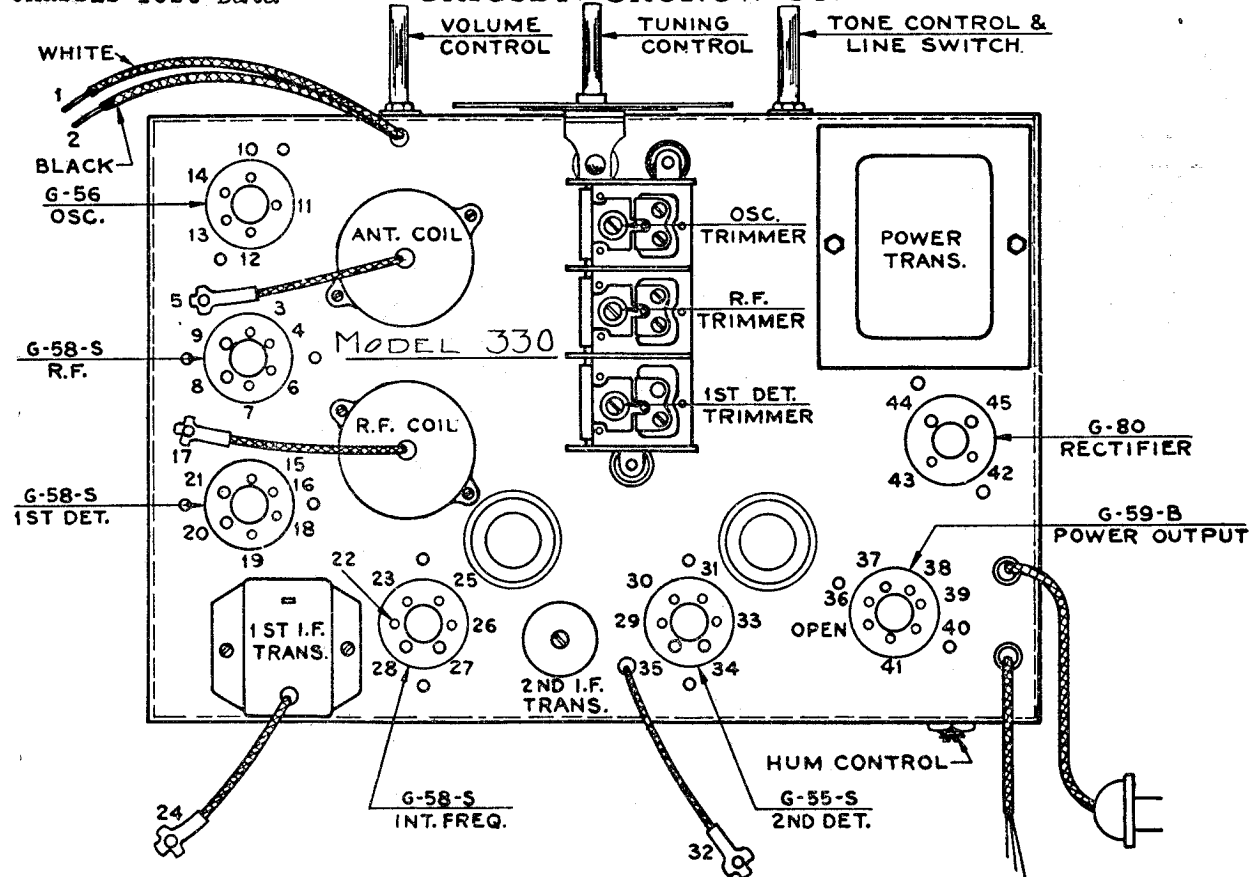 VOLUME
CONTROL
TUNING
CONTROL
TONE CONTROL &
LINE SWITCH.
WHITE
1
2
BLACK
10
14
11
13
12
G-56
OSC.
ANT. COIL
OSC.
TRIMMER
POWER
TRANS.
5
3
4
9
8
7
6
G-58-S
R.F.
MODEL 330
R.F.
TRIMMER
R.F. COIL
1ST DET.
TRIMMER
44
45
43
42
G-80
RECTIFIER
17
15
16
21
20
19
18
G-58-S
1ST DET.
G-59-B
POWER OUTPUT
22
23
25
26
28
27
30
31
29
33
35
34
37
38
36
39
OPEN
40
41
1ST I.F.
TRANS.
2ND I.F.
TRANS.
HUM CONTROL
24
G-58-S
INT. FREQ.
32
G-55-S
2ND DET.